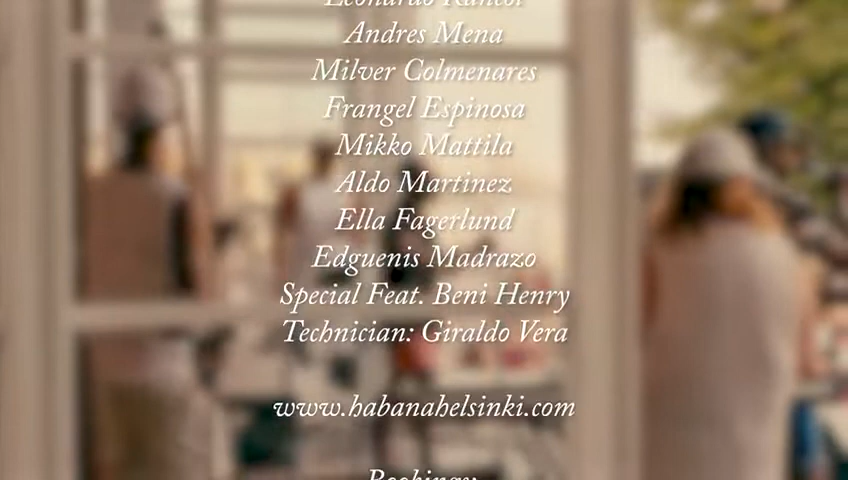 Andres Mena
Milver Colmenares
Frangel Espinosa
Mikko Mattila
Aldo Martinez
Ella Fagerlund
Edguenis Madrazo
Special Feat. Beni Henry
Technician: Giraldo Vera
www.habanahelsinki.com